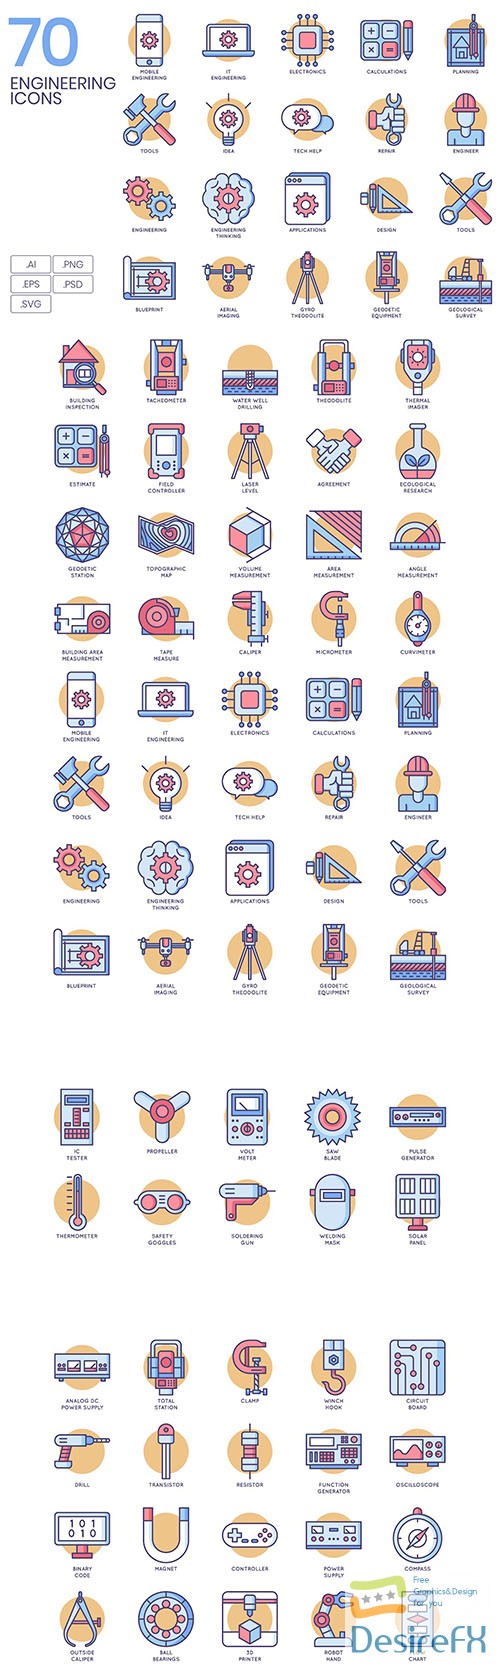 70
ENGINEERING
ICONS
MOBILE
ENGINEERING
IT
ENGINEERING
ELECTRONICS
CALCULATIONS
PLANNING
TOOLS
IDEA
TECH HELP
REPAIR
ENGINEER
ENGINEERING
ENGINEERING
THINKING
APPLICATIONS
DESIGN
TOOLS
.AI
.PNG
.EPS
.PSD
.SVG
BLUEPRINT
AERIAL
IMAGING
GYRO
THEODOLITE
GEODETIC
EQUIPMENT
GEOLOGICAL
SURVEY
BUILDING
INSPECTION
TACHEOMETER
WATER WELL
DRILLING
THEODOLITE
THERMAL
IMAGER
ESTIMATE
FIELD
CONTROLLER
LASER
LEVEL
AGREEMENT
ECOLOGICAL
RESEARCH
GEODETIC
STATION
TOPOGRAPHIC
MAP
VOLUME
MEASUREMENT
AREA
MEASUREMENT
ANGLE
MEASUREMENT
BUILDING AREA
MEASUREMENT
TAPE
MEASURE
CALIPER
MICROMETER
CURVIMETER
MOBILE
ENGINEERING
IT
ENGINEERING
ELECTRONICS
CALCULATIONS
PLANNING
TOOLS
IDEA
TECH HELP
REPAIR
ENGINEER
ENGINEERING
ENGINEERING
THINKING
APPLICATIONS
DESIGN
TOOLS
BLUEPRINT
AERIAL
IMAGING
GYRO
THEODOLITE
GEODETIC
EQUIPMENT
GEOLOGICAL
SURVEY
IC
TESTER
PROPELLER
VOLT
METER
SAW
BLADE
PULSE
GENERATOR
THERMOMETER
SAFETY
GOGGLES
SOLDERING
GUN
WELDING
MASK
SOLAR
PANEL
ANALOG DC
POWER SUPPLY
TOTAL
STATION
CLAMP
WINCH
HOOK
CIRCUIT
BOARD
DRILL
TRANSISTOR
RESISTOR
FUNCTION
GENERATOR
OSCILLOSCOPE
101
010
BINARY
CODE
MAGNET
CONTROLLER
POWER
SUPPLY
COMPASS
Free
Graphics&Design
for you
DesireFX
OUTSIDE
CALIPER
BALL
BEARINGS
3D
PRINTER
ROBOT
HAND
CHART